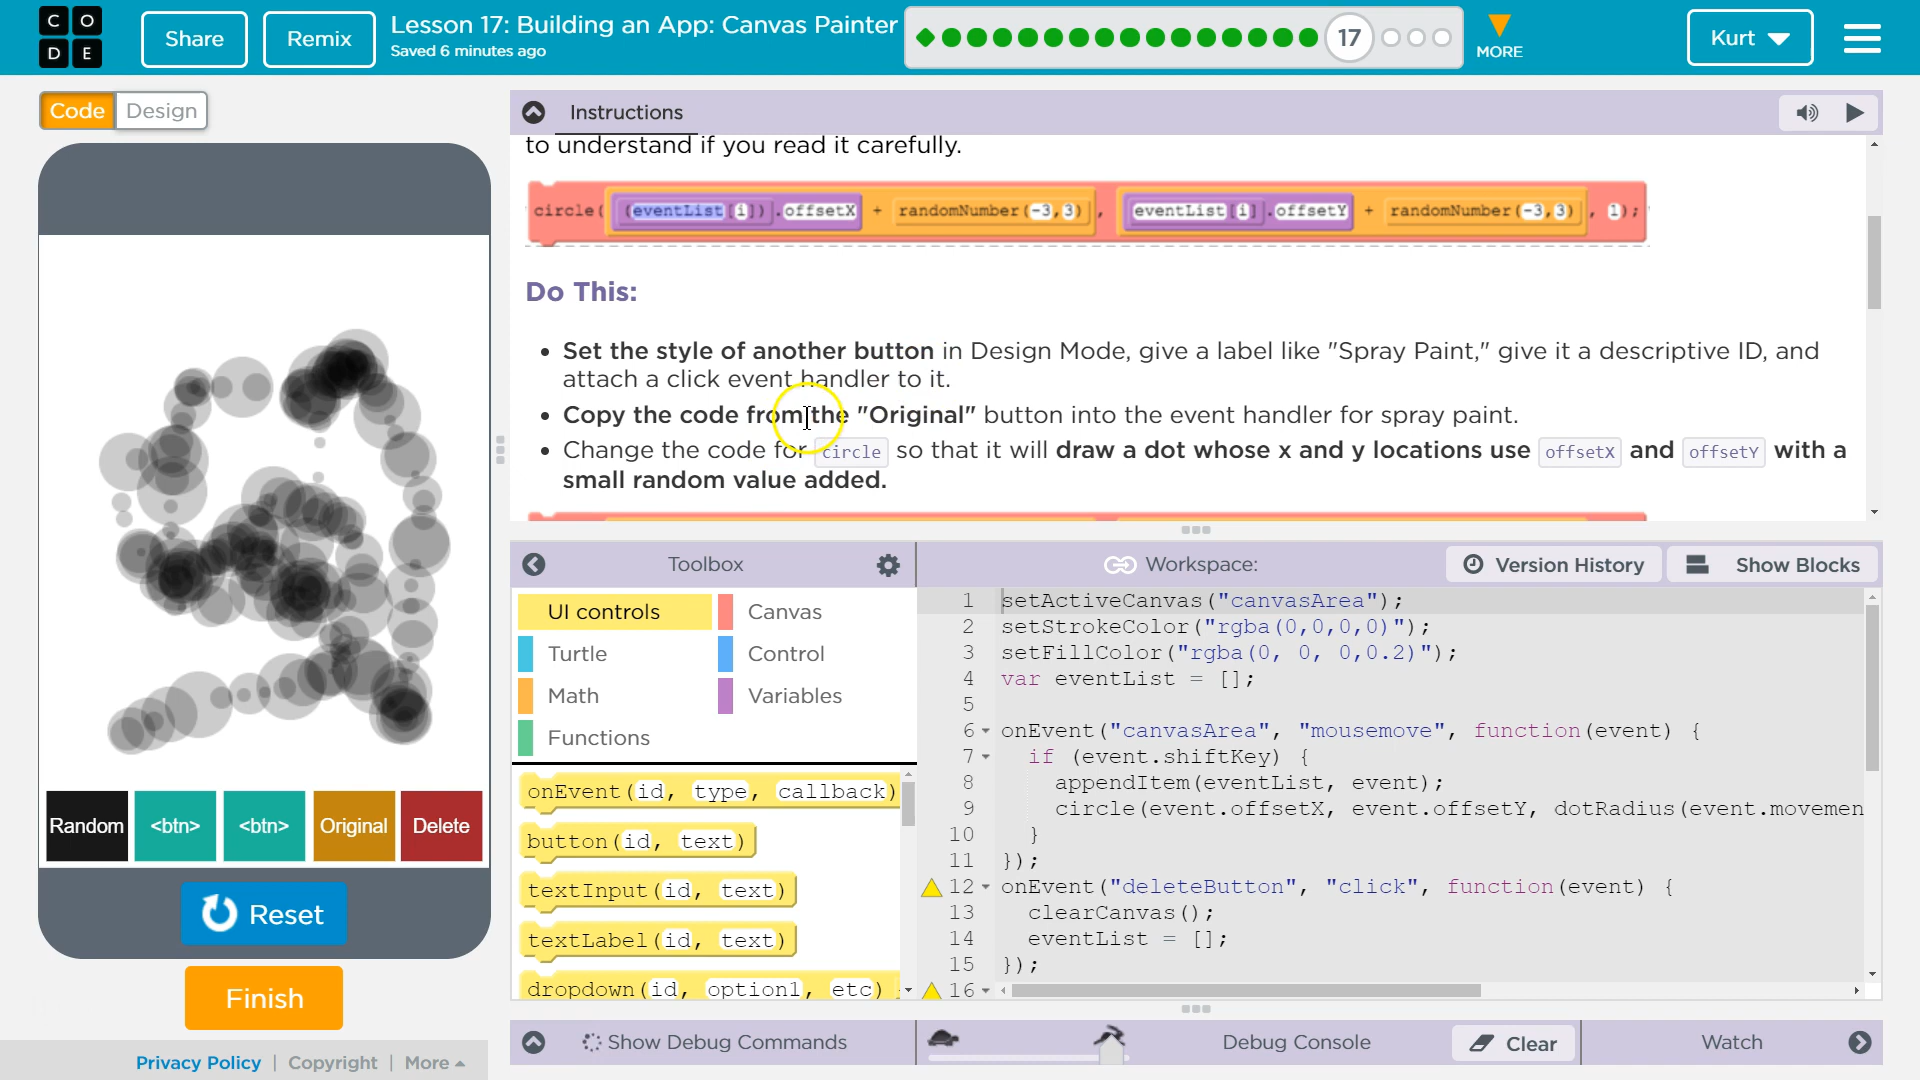 CODE
Share
Remix
Lesson 17: Building an App: Canvas Painter
Saved 6 minutes ago
17
MORE
Kurt
Code
Design
Instructions
to understand if you read it carefully.
circle( (eventList[i]).offsetX + randomNumber(-3,3), eventList[i].offsetY + randomNumber(-3,3), 1);
Do This:
Set the style of another button in Design Mode, give a label like "Spray Paint," give it a descriptive ID, and
attach a click event handler to it.
Copy the code from the "Original" button into the event handler for spray paint.
Change the code for circle so that it will draw a dot whose x and y locations use offsetX and offsetY with a
small random value added.
Random
<btn>
<btn>
Original
Delete
Reset
Finish
Privacy Policy | Copyright | More
Toolbox
UI controls
Canvas
Turtle
Control
Math
Variables
Functions
onEvent(id, type, callback)
button(id, text)
textInput(id, text)
textLabel(id, text)
dropdown(id, option1, etc)
Workspace:
Version History
Show Blocks
1 setActiveCanvas("canvasArea");
2 setStrokeColor("rgba(0,0,0,0)");
3 setFillColor("rgba(0, 0, 0,0.2)");
4 var eventList = [];
5
6 onEvent("canvasArea", "mousemove", function(event) {
7 if (event.shiftKey) {
8 appendItem(eventList, event);
9 circle(event.offsetX, event.offsetY, dotRadius(event.movemen
10 }
11 });
12 onEvent("deleteButton", "click", function(event) {
13 clearCanvas();
14 eventList = [];
15 });
16
Show Debug Commands
Debug Console
Clear
Watch